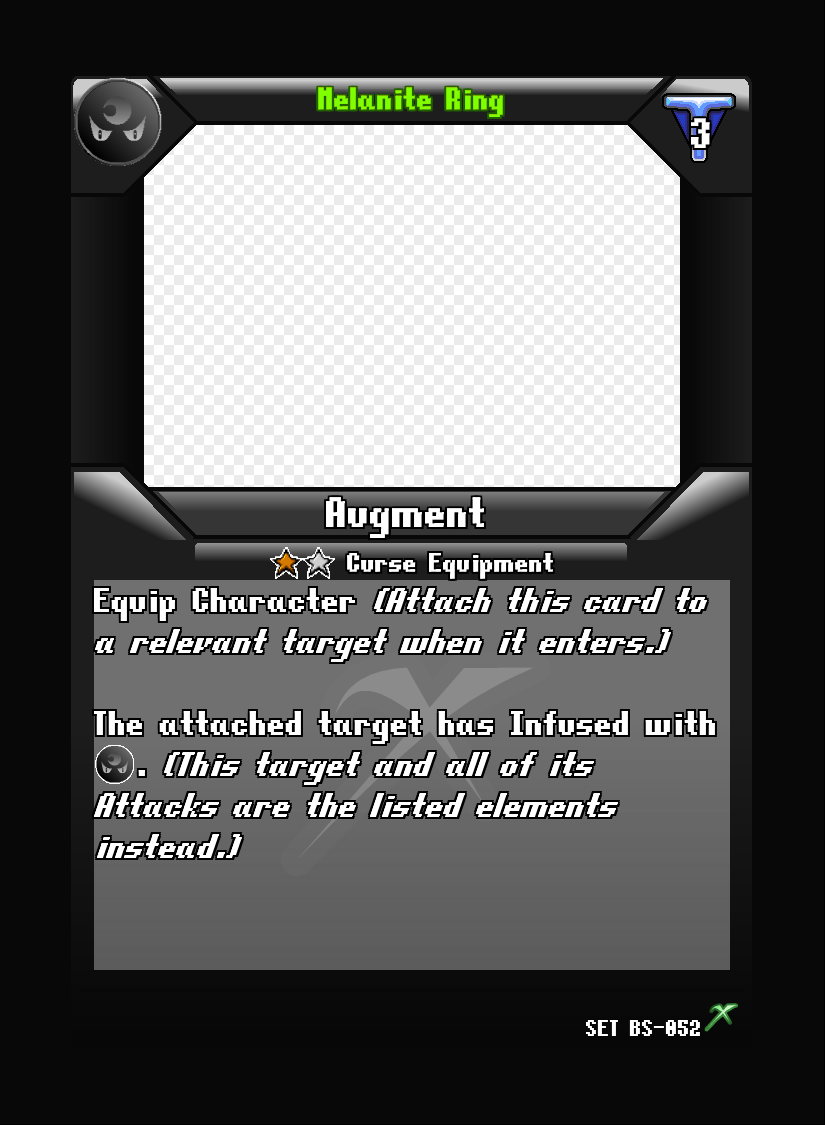 Melanite Ring
3
Augment
Curse Equipment
Equip Character (Attach this card to
a relevant target when it enters.)
The attached target has Infused with
. (This target and all of its
Attacks are the listed elements
instead.)
SET BS-052